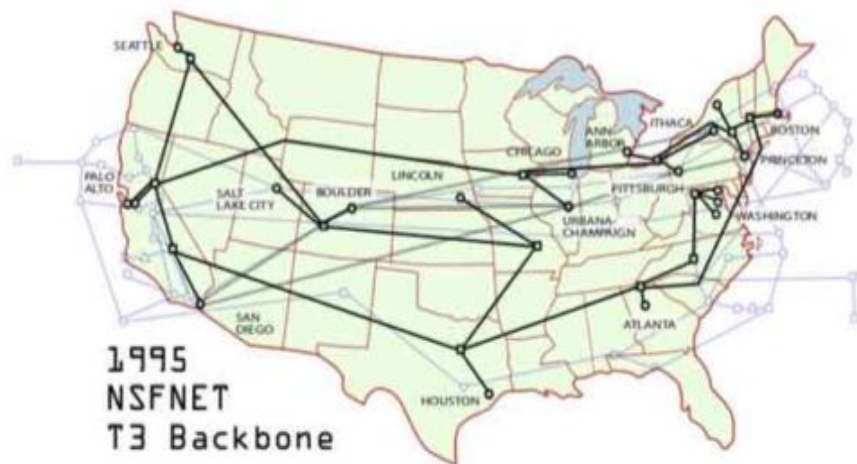 SEATTLE
ITHACA
ANN
ARBOR
CHICAGO
BOSTON
PRINCETON
PALO
ALTO
SALT
LAKE CITY
BOULDER
LINCOLN
PITTSBURGH
URBANA-
CHAMPAIGN
WASHINGTON
SAN
DIEGO
ATLANTA
HOUSTON
1995
NSFNET
T3 Backbone